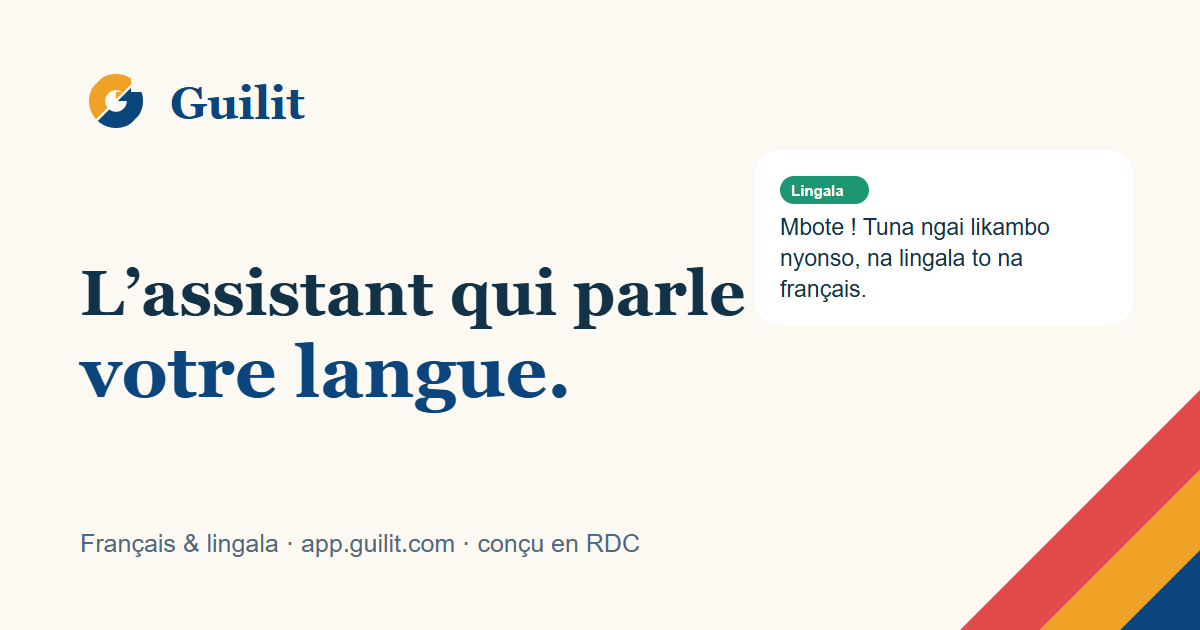 Guilit
Lingala
Mbote ! Tuna ngai likambo
nyonso, na lingala to na
français.
L’assistant qui parle
votre langue.
Français & lingala · app.guilit.com · conçu en RDC